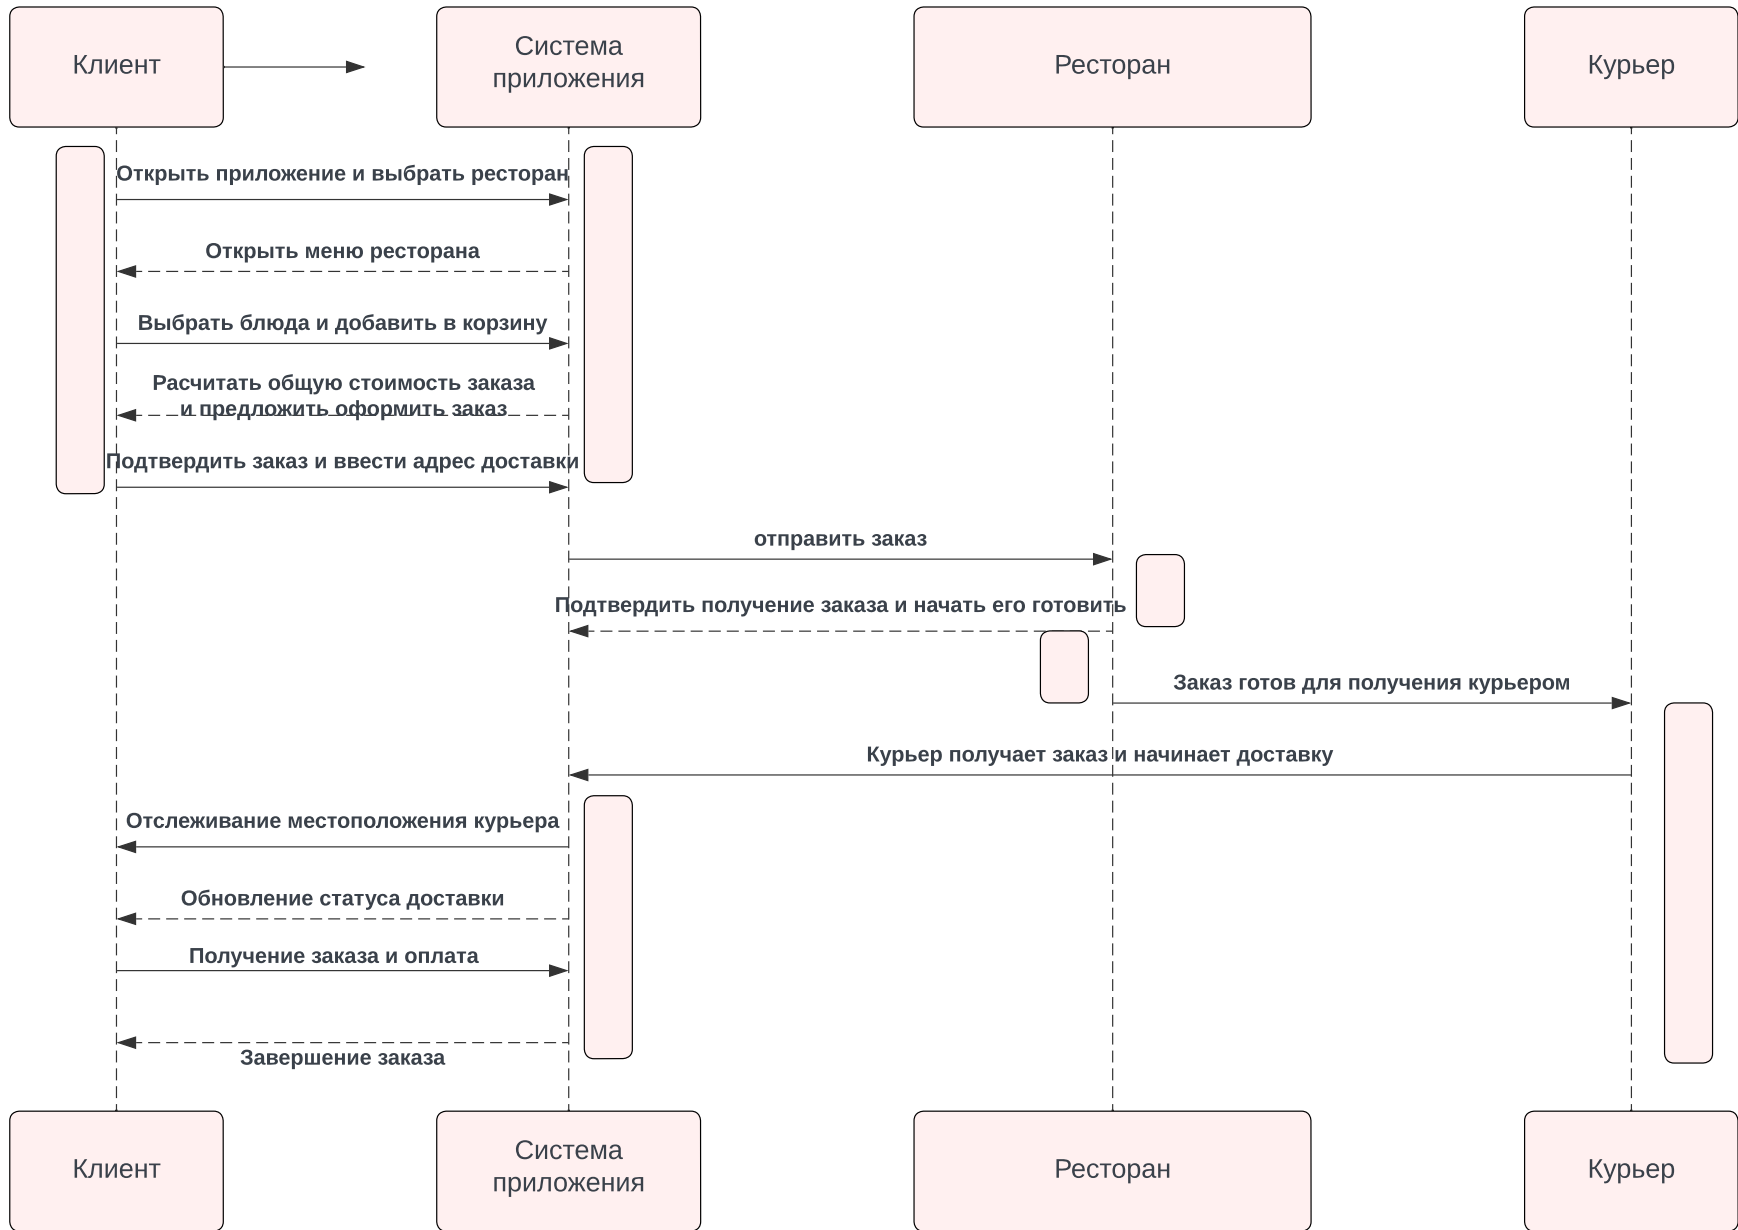 Клиент
Система
приложения
Ресторан
Курьер
Открыть приложение и выбрать ресторан
Открыть меню ресторана
Выбрать блюда и добавить в корзину
Расчитать общую стоимость заказа
и предложить оформить заказ
Подтвердить заказ и ввести адрес доставки
отправить заказ
Подтвердить получение заказа и начать его готовить
Заказ готов для получения курьером
Курьер получает заказ и начинает доставку
Отслеживание местоположения курьера
Обновление статуса доставки
Получение заказа и оплата
Завершение заказа
Клиент
Система
приложения
Ресторан
Курьер